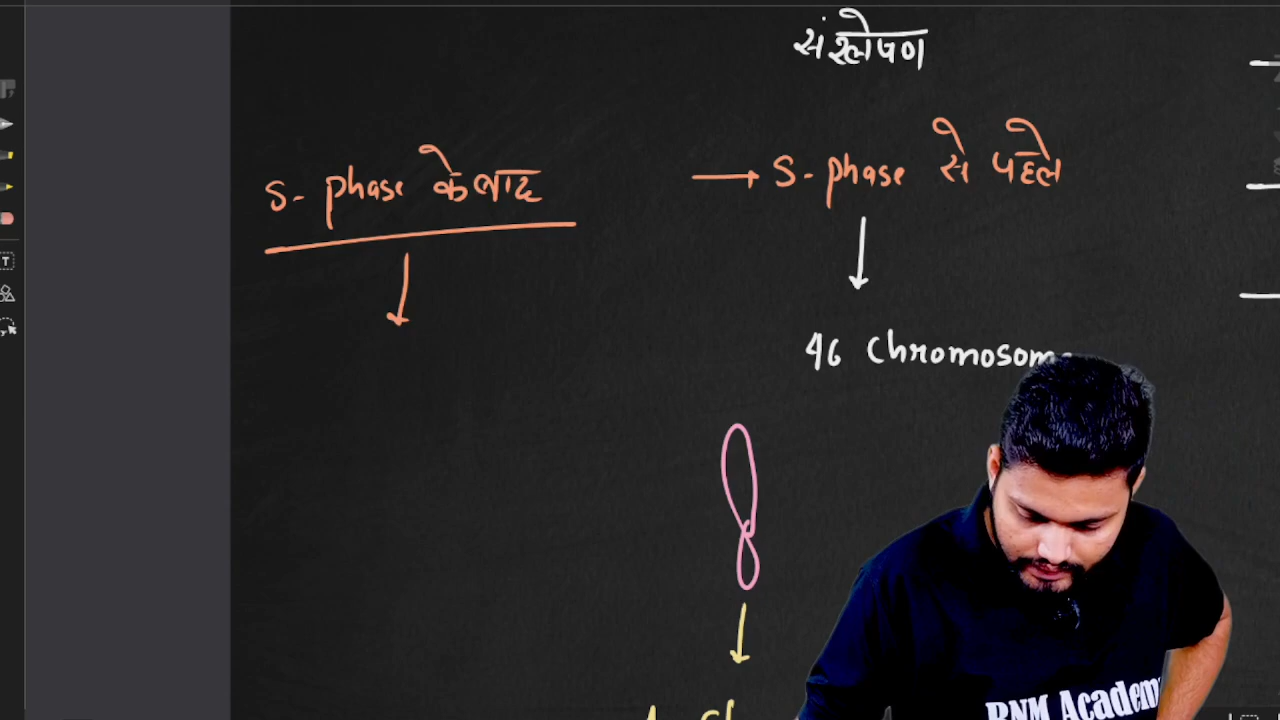 संश्लेषण
S- phase के बाद
→ S- phase से पहले
46 Chromosom
RNM Academ